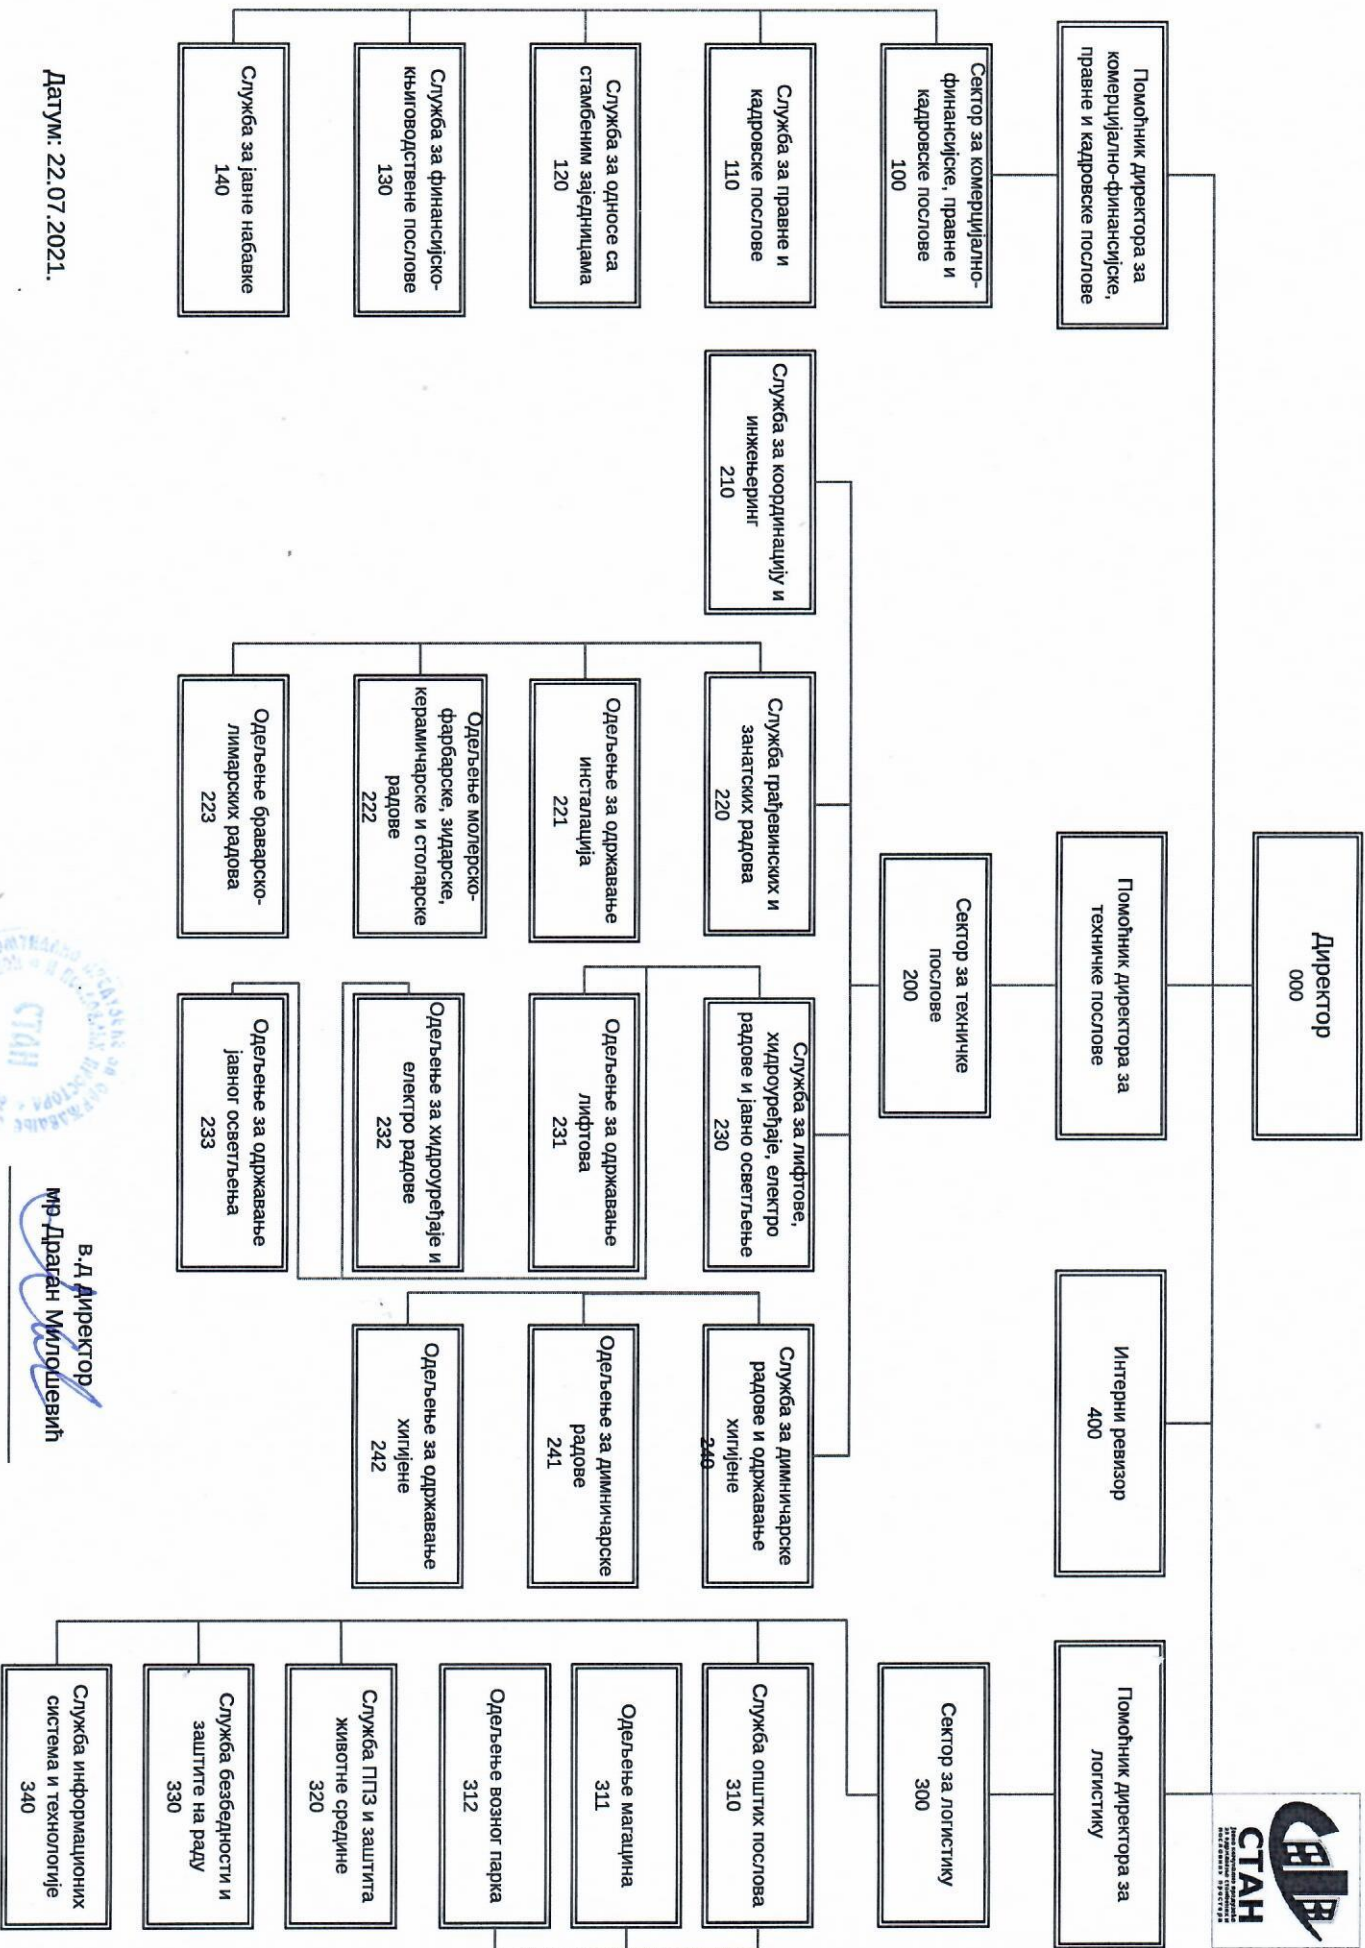 СТАН
Директор
000
Помоћник директора за
комерцијално-финансијске,
правне и кадровске послове
Помоћник директора за
техничке послове
Интерни ревизор
400
Помоћник директора за
логистику
Сектор за комерцијално-
финансијске, правне и
кадровске послове
100
Сектор за техничке
послове
200
Сектор за логистику
300
Служба за правне и
кадровске послове
110
Служба за координацију и
инжењеринг
210
Служба грађевинских и
занатских радова
220
Служба за лифтове,
хидроуређаје, електро
радове и јавно осветљење
230
Служба за димничарске
радове и одржавање
хигијене
240
Служба општих послова
310
Служба за односе са
стамбеним заједницама
120
Одељење за одржавање
инсталација
221
Одељење за одржавање
лифтова
231
Одељење за димничарске
радове
241
Одељење магацина
311
Служба за финансијско-
књиговодствене послове
130
Одељење молерско-
фарбарске, зидарске,
керамичарске и столарске
радове
222
Одељење за хидроуређаје и
електро радове
232
Одељење за одржавање
хигијене
242
Одељење возног парка
312
Служба за јавне набавке
140
Одељење браварско-
лимарских радова
223
Одељење за одржавање
јавног осветљења
233
Служба ППЗ и заштита
животне средине
320
Служба безбедности и
заштите на раду
330
Служба информационих
система и технологије
340
Датум: 22.07.2021.
СТАН
в.д директор
мр Драган Милошевић